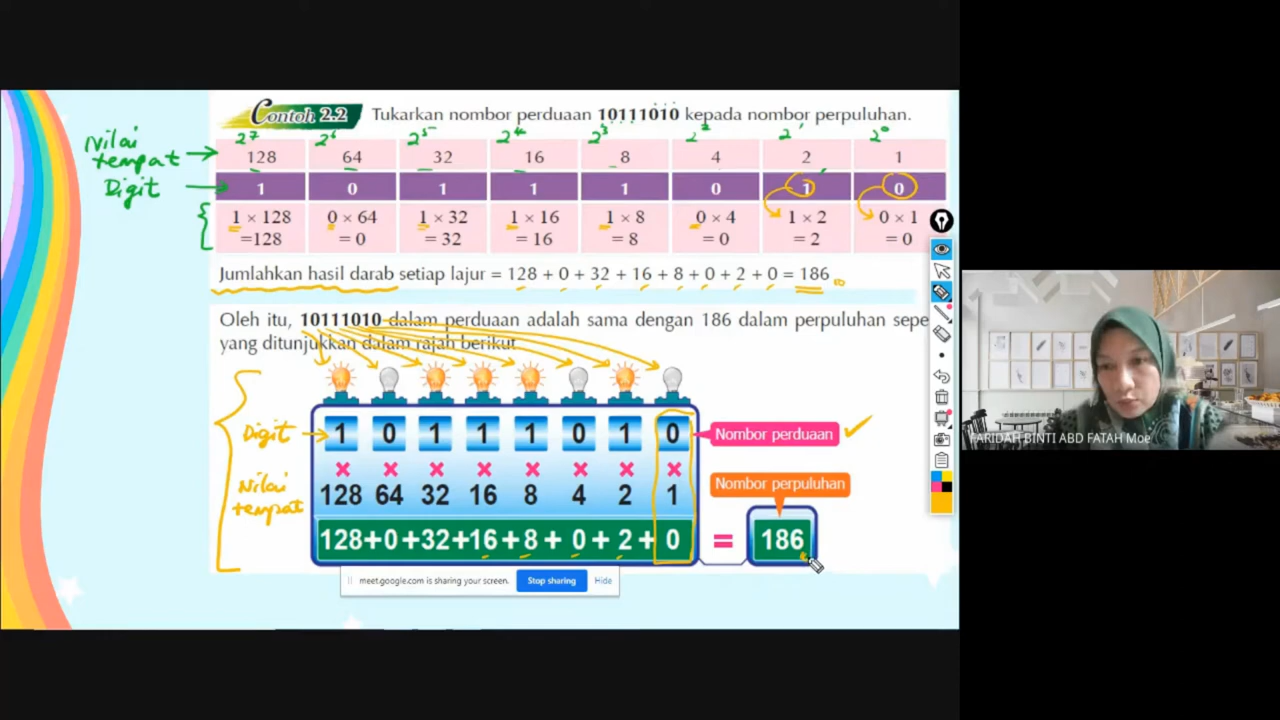 Contoh 2.2 Tukarkan nombor perduaan 10111010 kepada nombor perpuluhan.
2⁷ 2⁶ 2⁵ 2⁴ 2³ 2² 2¹ 2⁰
Nilai tempat → 128 64 32 16 8 4 2 1
Digit → 1 0 1 1 1 0 1 0
1 × 128 0 × 64 1 × 32 1 × 16 1 × 8 0 × 4 1 × 2 0 × 1
=128 = 0 = 32 = 16 = 8 = 0 = 2 = 0
Jumlahkan hasil darab setiap lajur = 128 + 0 + 32 + 16 + 8 + 0 + 2 + 0 = 186₁₀
Oleh itu, 10111010 dalam perduaan adalah sama dengan 186 dalam perpuluhan sepe
yang ditunjukkan dalam rajah berikut
Digit → 1 0 1 1 1 0 1 0 Nombor perduaan ✓
× × × × × × × ×
Nilai tempat 128 64 32 16 8 4 2 1 Nombor perpuluhan
128+0+32+16+8+0+2+0 = 186
meet.google.com is sharing your screen. Stop sharing Hide
FARIDAH BINTI ABD FATAH Moe